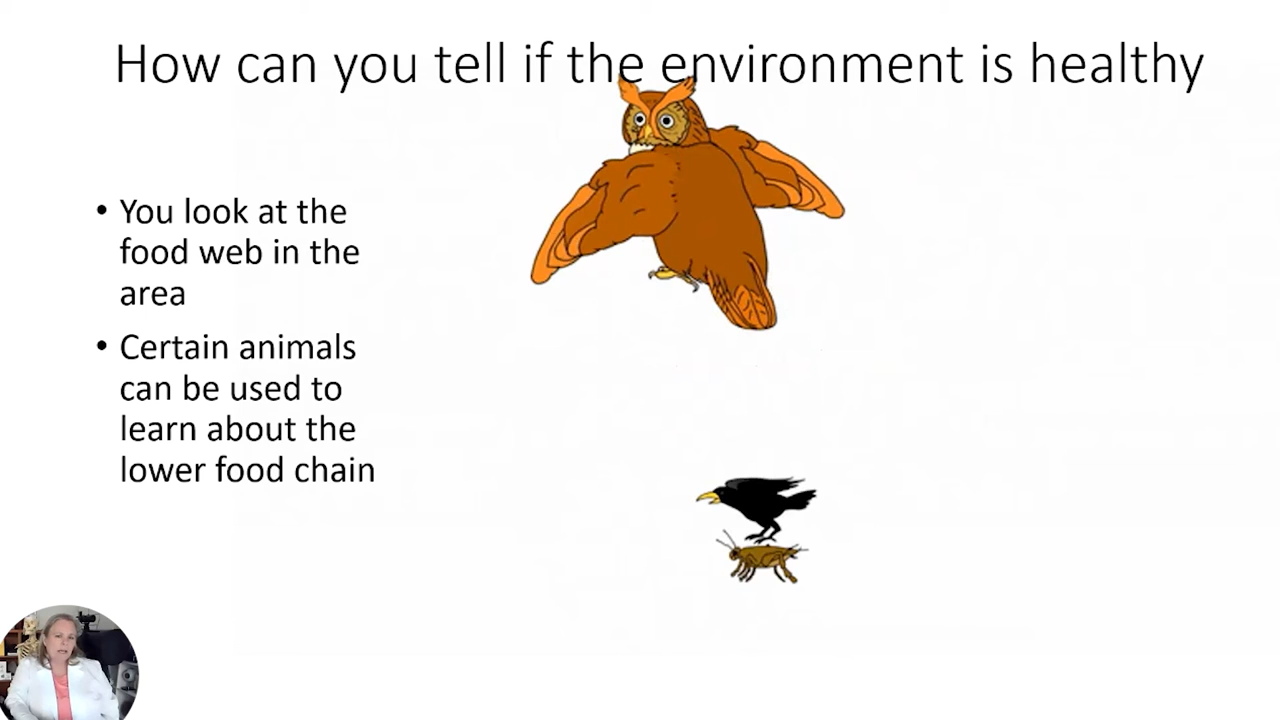 How can you tell if the environment is healthy
• You look at the
food web in the
area
• Certain animals
can be used to
learn about the
lower food chain